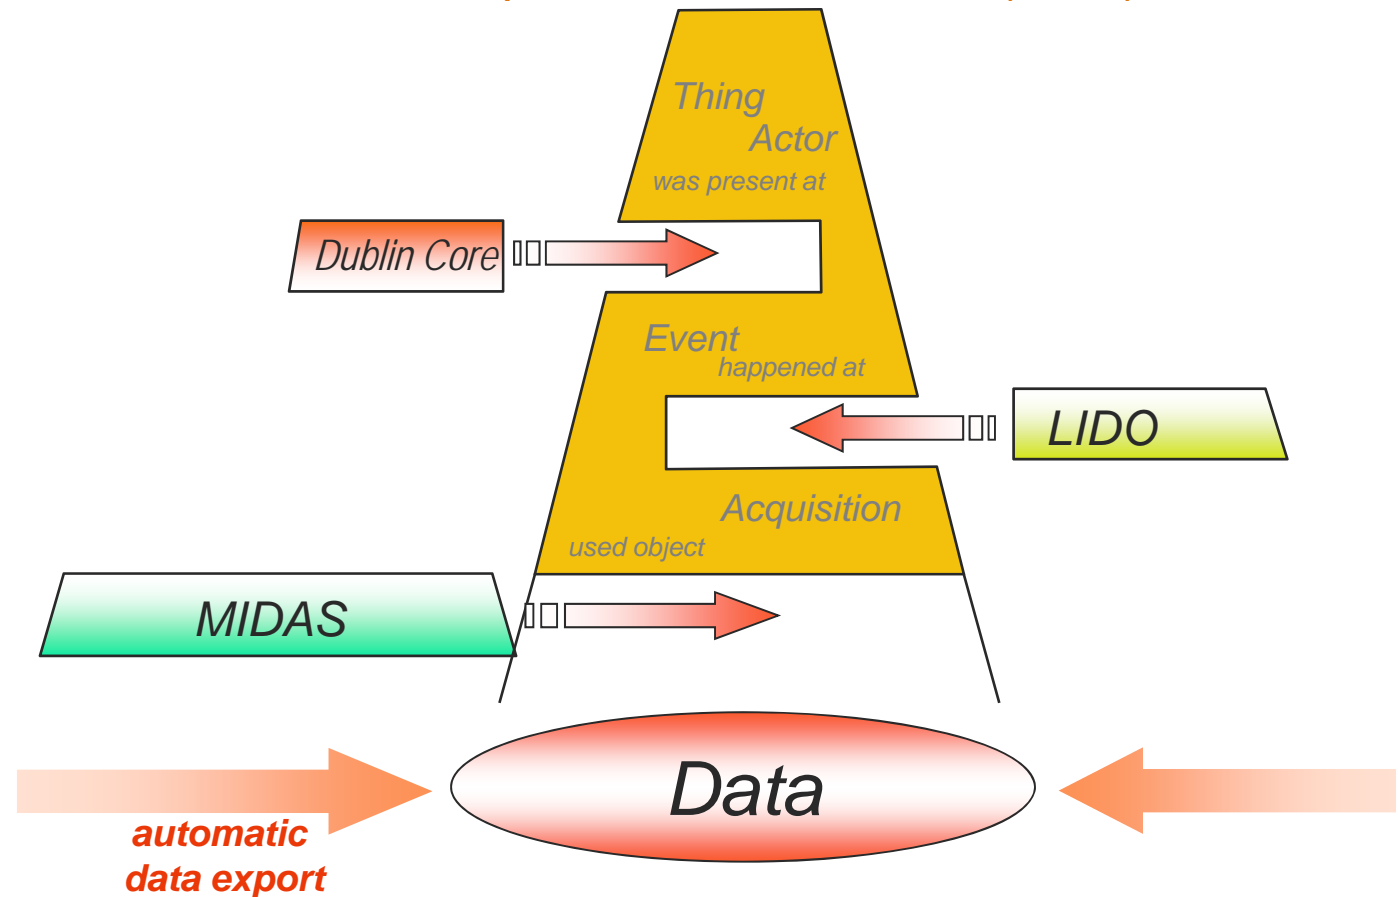 Thing
Actor
was present at
Dublin Core
Event
happened at
LIDO
Acquisition
used object
MIDAS
Data
automatic
data export